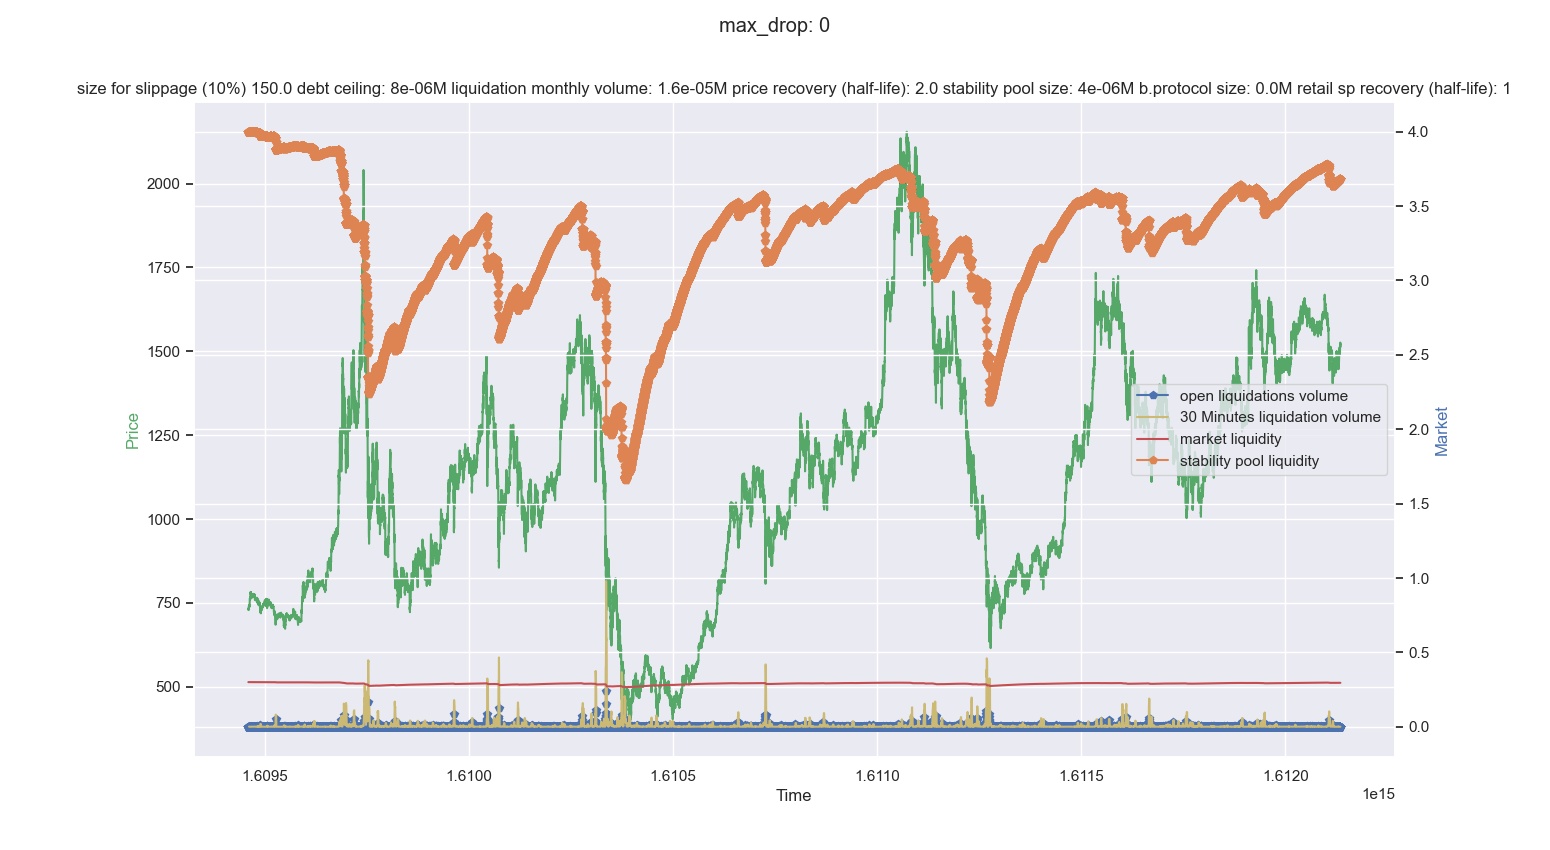 max_drop: 0
size for slippage (10%) 150.0 debt ceiling: 8e-06M liquidation monthly volume: 1.6e-05M price recovery (half-life): 2.0 stability pool size: 4e-06M b.protocol size: 0.0M retail sp recovery (half-life): 1
2000
1750
1500
1250
1000
750
500
Price
4.0
3.5
3.0
2.5
2.0
1.5
1.0
0.5
0.0
Market
open liquidations volume
30 Minutes liquidation volume
market liquidity
stability pool liquidity
1.6095 1.6100 1.6105 1.6110 1.6115 1.6120
Time
1e15